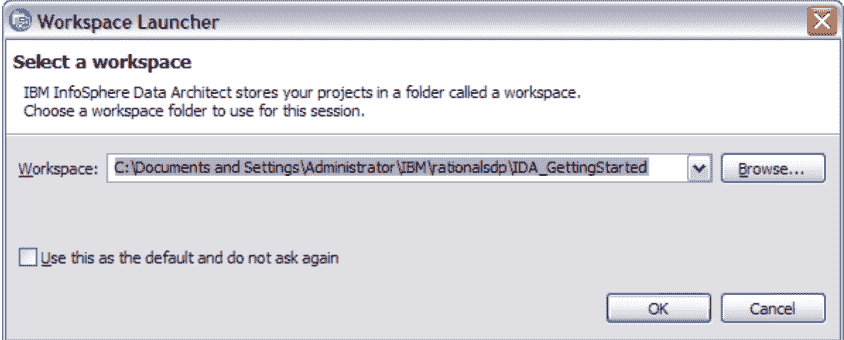 Workspace Launcher
Select a workspace
IBM InfoSphere Data Architect stores your projects in a folder called a workspace.
Choose a workspace folder to use for this session.
Workspace: C:\Documents and Settings\Administrator\IBM\rationalsdp\IDA_GettingStarted Browse...
Use this as the default and do not ask again
OK Cancel